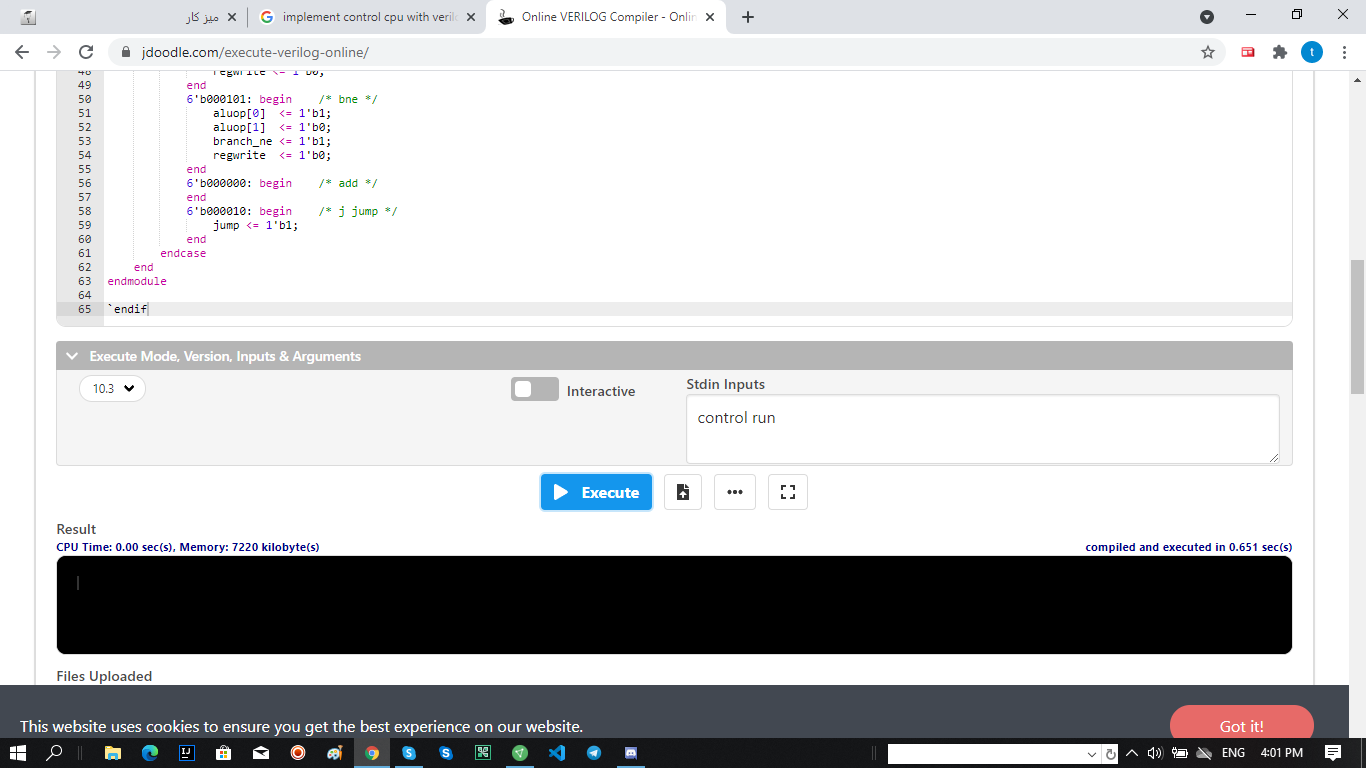 میز کار
implement control cpu with veril
Online VERILOG Compiler - Onlin
jdoodle.com/execute-verilog-online/
t
48 regwrite <= 1'b0;
49 end
50 6'b000101: begin /* bne */
51 aluop[0] <= 1'b1;
52 aluop[1] <= 1'b0;
53 branch_ne <= 1'b1;
54 regwrite <= 1'b0;
55 end
56 6'b000000: begin /* add */
57 end
58 6'b000010: begin /* j jump */
59 jump <= 1'b1;
60 end
61 endcase
62 end
63 endmodule
64
65 `endif
Execute Mode, Version, Inputs & Arguments
10.3
Interactive
Stdin Inputs
control run
Execute
Result
CPU Time: 0.00 sec(s), Memory: 7220 kilobyte(s)
compiled and executed in 0.651 sec(s)
Files Uploaded
This website uses cookies to ensure you get the best experience on our website.
Got it!
ENG
4:01 PM